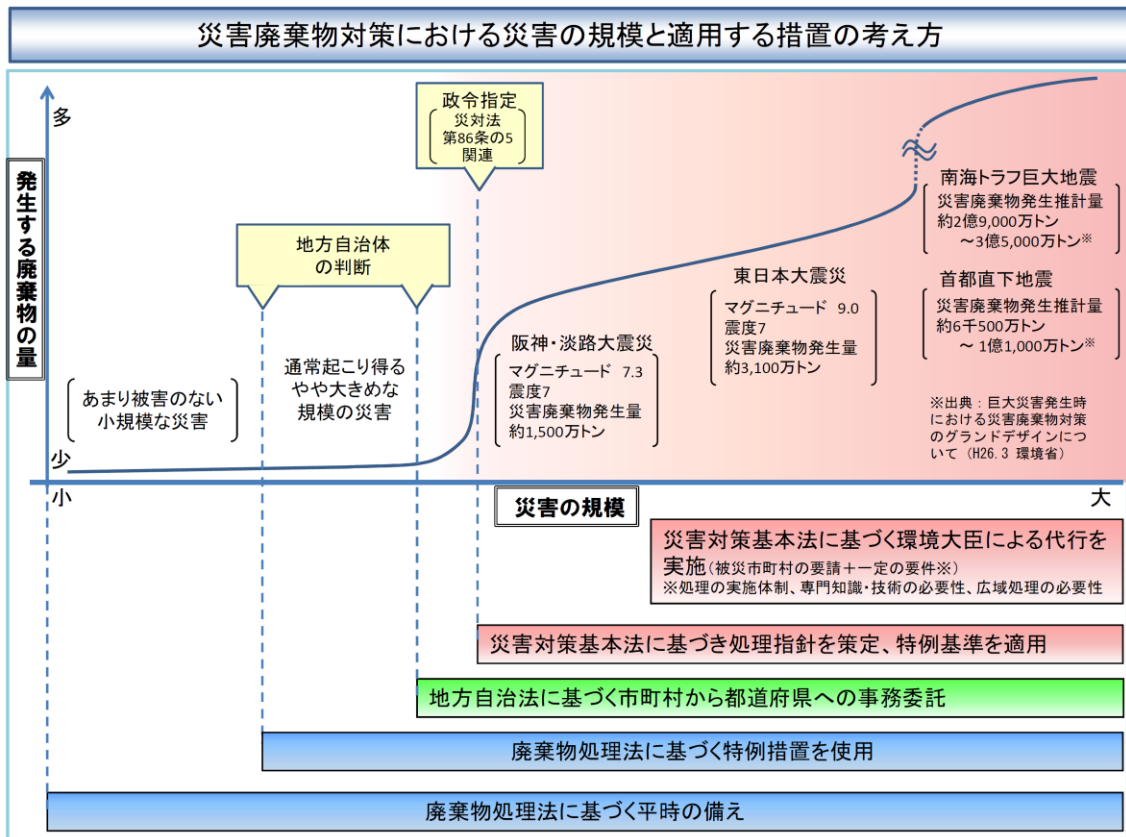 災害廃棄物対策における災害の規模と適用する措置の考え方
多
発生する廃棄物の量
少
政令指定
災対法
第86条の5
関連
地方自治体
の判断
あまり被害のない
小規模な災害
通常起こり得る
やや大きめな
規模の災害
阪神・淡路大震災
マグニチュード 7.3
震度7
災害廃棄物発生量
約1,500万トン
東日本大震災
マグニチュード 9.0
震度7
災害廃棄物発生量
約3,100万トン
南海トラフ巨大地震
災害廃棄物発生推計量
約2億9,000万トン
～3億5,000万トン※
首都直下地震
災害廃棄物発生推計量
約6千500万トン
～ 1億1,000万トン※
※出典：巨大災害発生時
における災害廃棄物対策
のグランドデザインにつ
いて（H26.3 環境省）
小
災害の規模
大
災害対策基本法に基づく環境大臣による代行を
実施(被災市町村の要請＋一定の要件※)
※処理の実施体制、専門知識・技術の必要性、広域処理の必要性
災害対策基本法に基づき処理指針を策定、特例基準を適用
地方自治法に基づく市町村から都道府県への事務委託
廃棄物処理法に基づく特例措置を使用
廃棄物処理法に基づく平時の備え